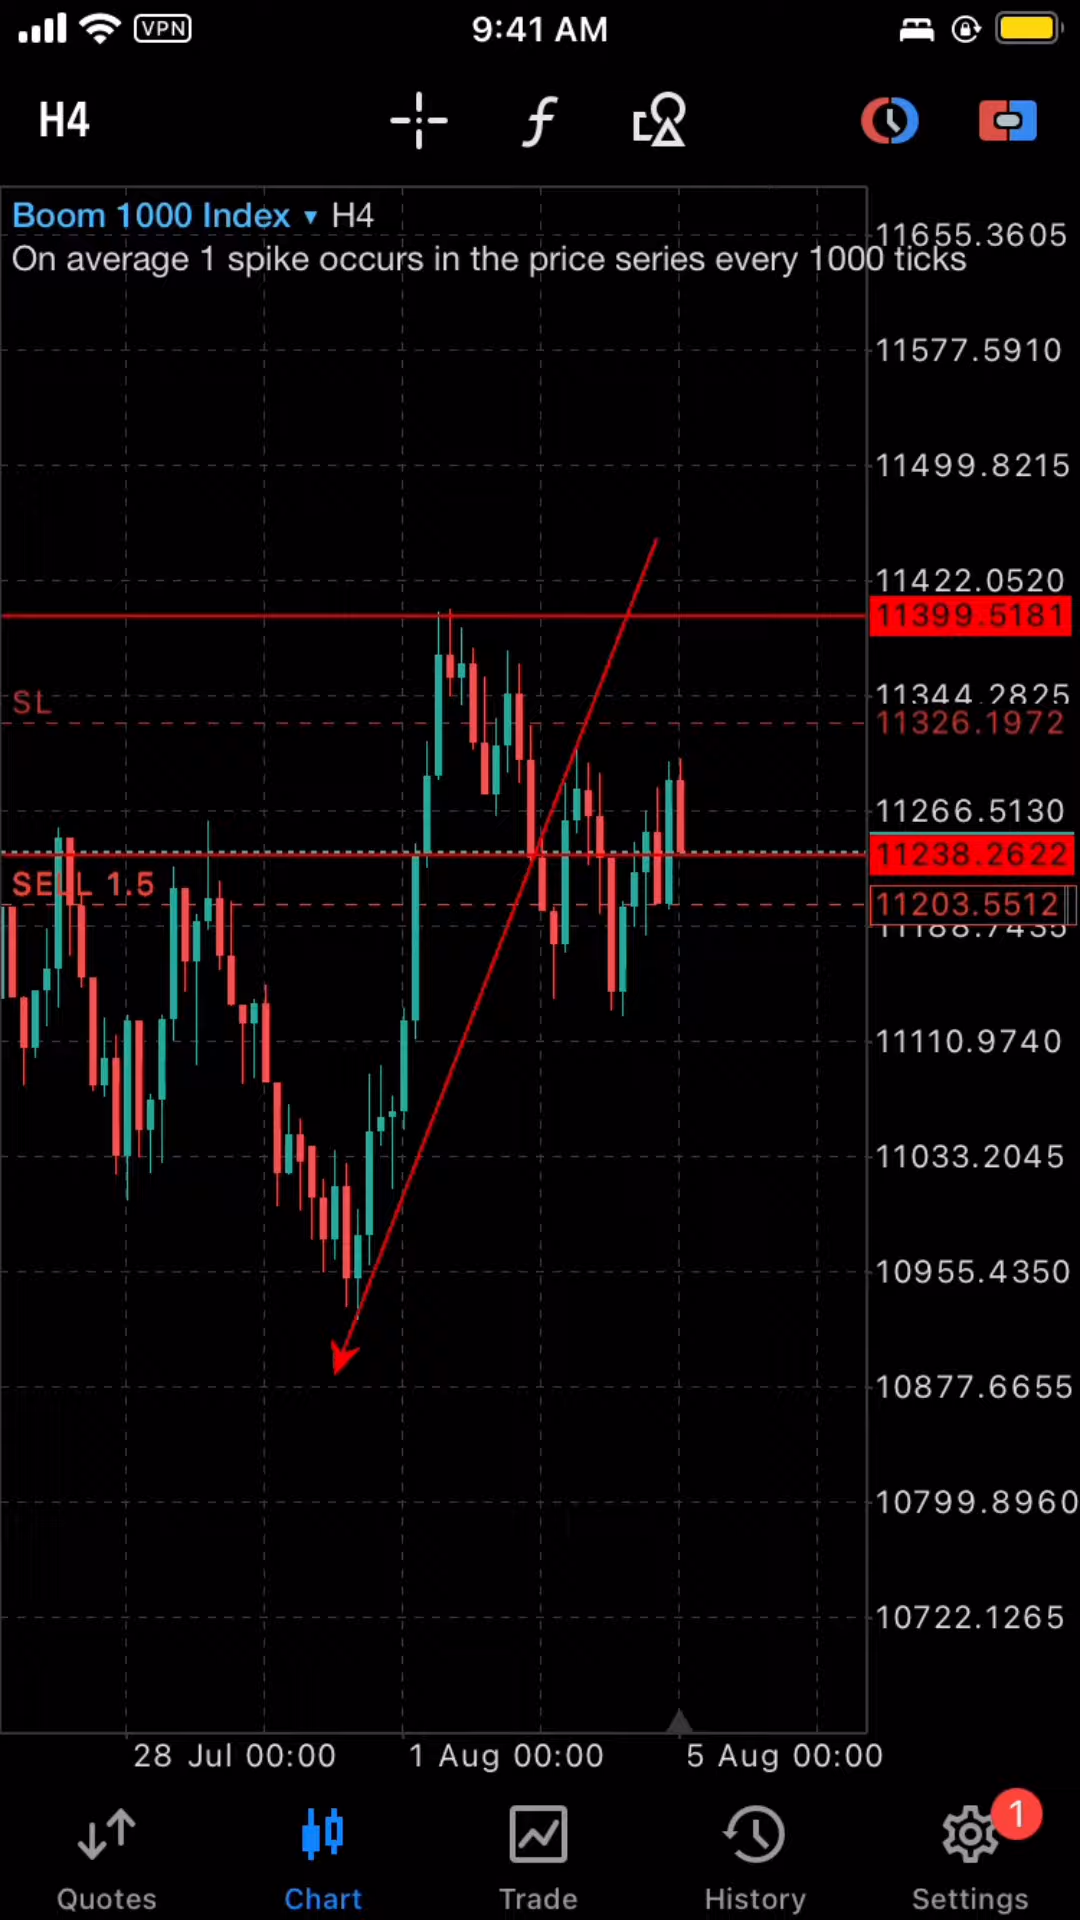 VPN
9:41 AM
H4
Boom 1000 Index ▾ H4
On average 1 spike occurs in the price series every 1000 ticks
11655.3605
11577.5910
11499.8215
11422.0520
11399.5181
11344.2825
SL
11326.1972
11266.5130
11238.2622
SELL 1.5
11203.5512
11188.7435
11110.9740
11033.2045
10955.4350
10877.6655
10799.8960
10722.1265
28 Jul 00:00
1 Aug 00:00
5 Aug 00:00
1
Quotes
Chart
Trade
History
Settings